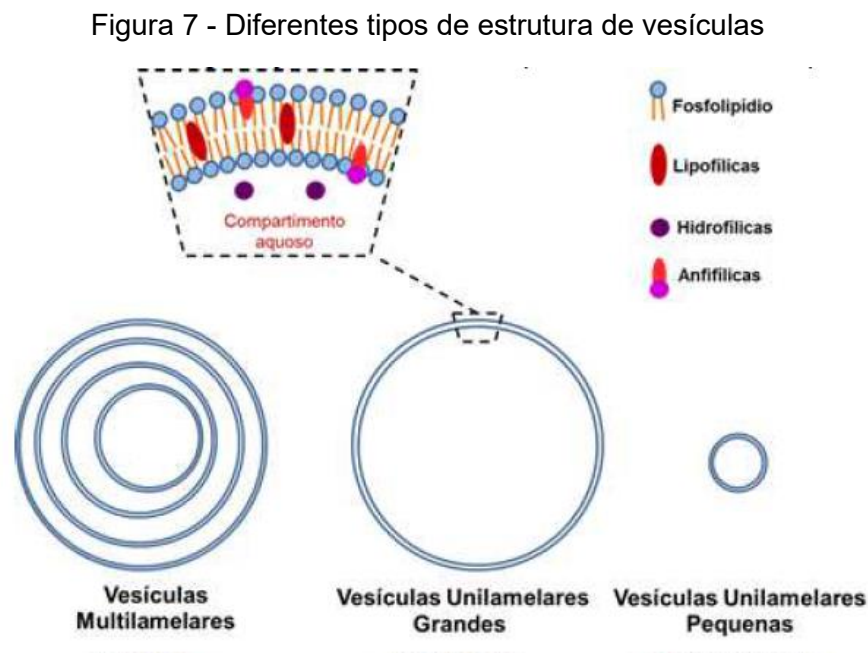 Figura 7 - Diferentes tipos de estrutura de vesículas
Fosfolipídio
Lipofílicas
Hidrofílicas
Anfifílicas
Compartimento
aquoso
Vesículas
Multilamelares
Vesículas Unilamelares
Grandes
Vesículas Unilamelares
Pequenas